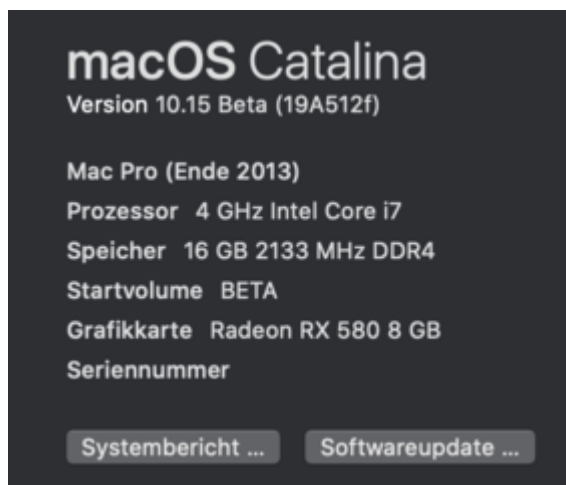 macOS Catalina
Version 10.15 Beta (19A512f)
Mac Pro (Ende 2013)
Prozessor 4 GHz Intel Core i7
Speicher 16 GB 2133 MHz DDR4
Startvolume BETA
Grafikkarte Radeon RX 580 8 GB
Seriennummer
Systembericht ...
Softwareupdate ...